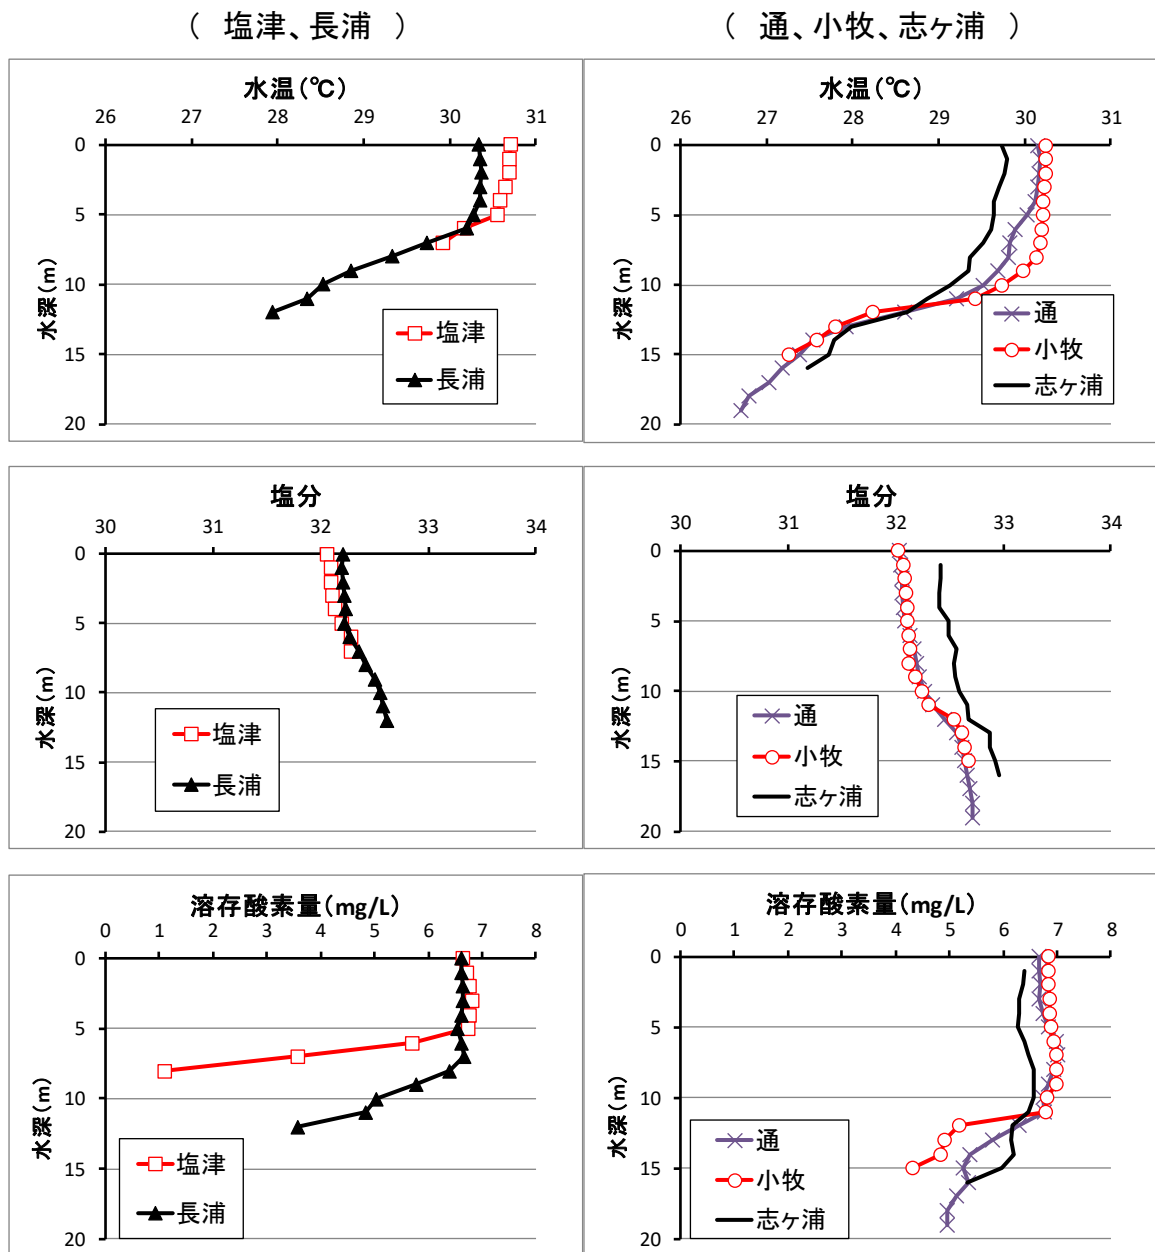 ( 塩津、長浦 )
( 通、小牧、志ヶ浦 )
水温(℃)
26 27 28 29 30 31
0
5
10
15
20
水深(m)
塩津
長浦
水温(℃)
26 27 28 29 30 31
0
5
10
15
20
水深(m)
通
小牧
志ヶ浦
塩分
30 31 32 33 34
0
5
10
15
20
水深(m)
塩津
長浦
塩分
30 31 32 33 34
0
5
10
15
20
水深(m)
通
小牧
志ヶ浦
溶存酸素量(mg/L)
0 1 2 3 4 5 6 7 8
0
5
10
15
20
水深(m)
塩津
長浦
溶存酸素量(mg/L)
0 1 2 3 4 5 6 7 8
0
5
10
15
20
水深(m)
通
小牧
志ヶ浦